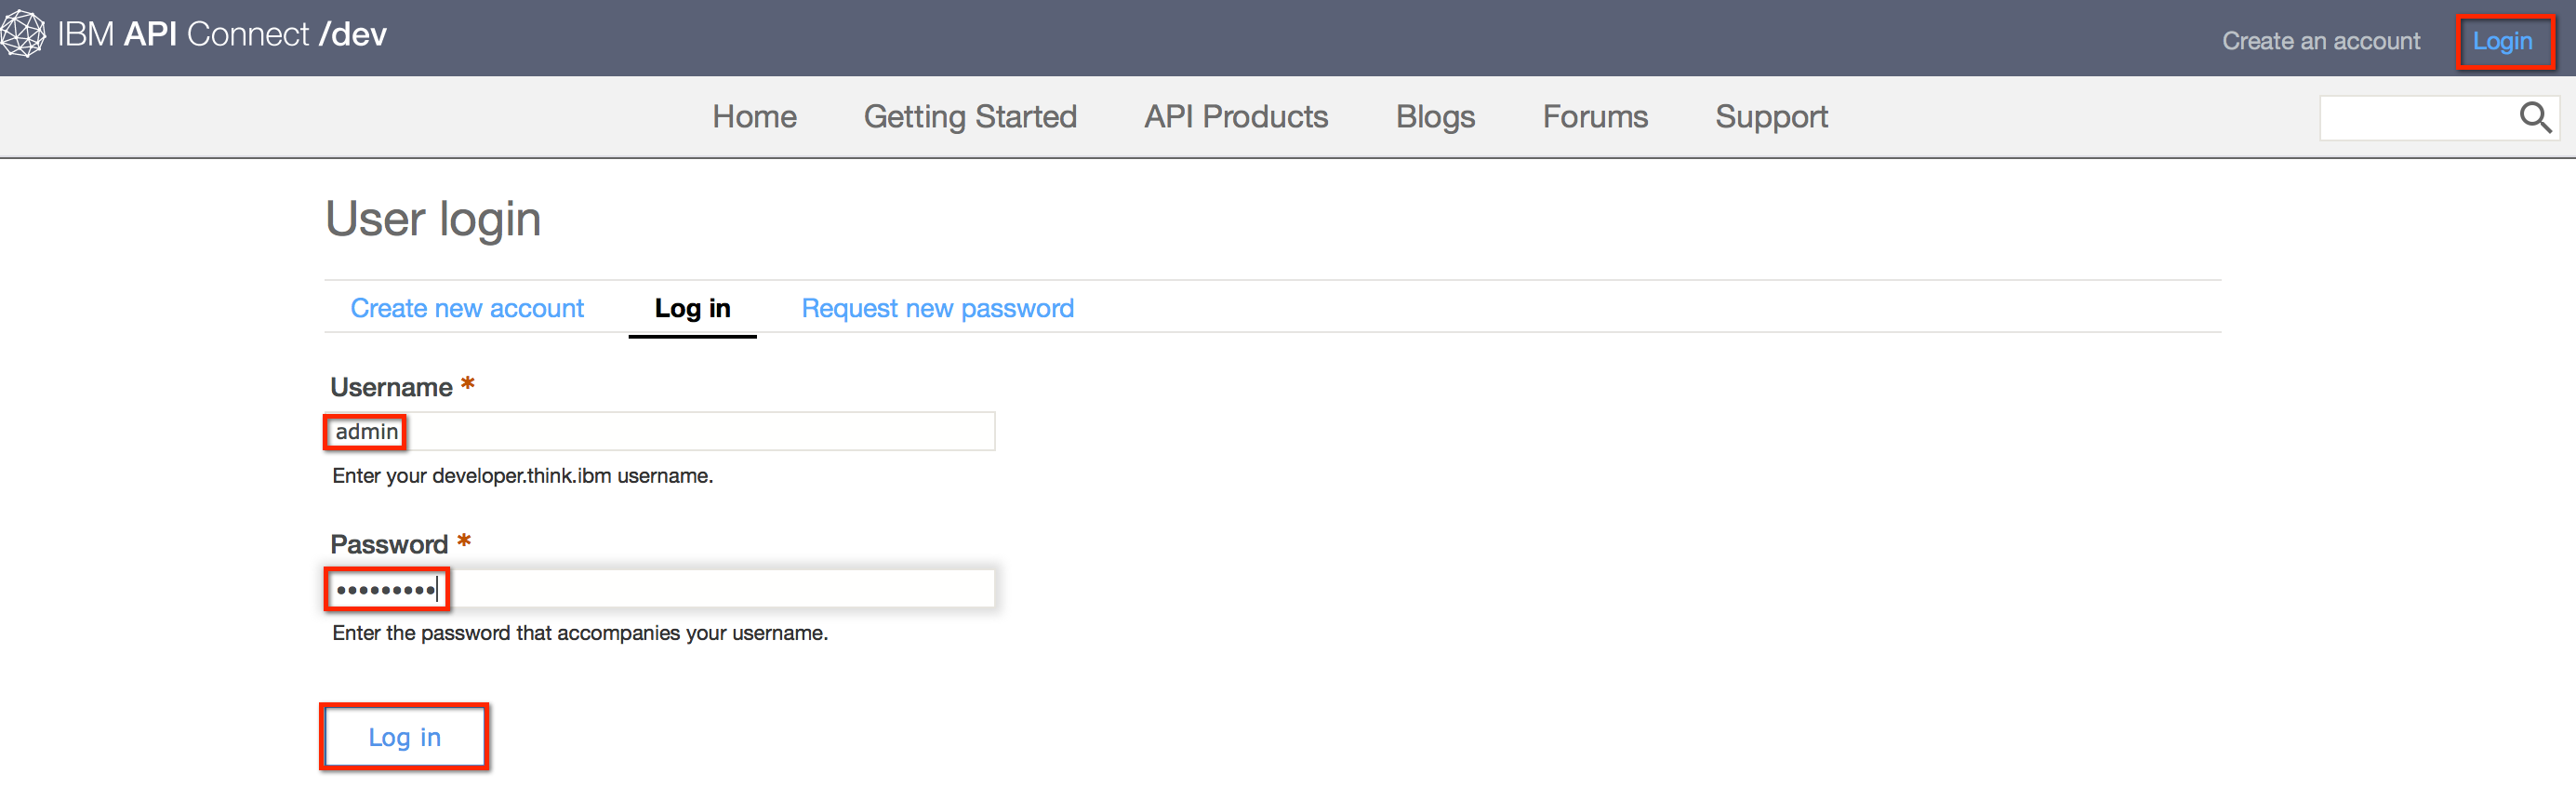 IBM API Connect /dev
Create an account Login
Home Getting Started API Products Blogs Forums Support
User login
Create new account Log in Request new password
Username *
admin
Enter your developer.think.ibm username.
Password *
•••••••••
Enter the password that accompanies your username.
Log in